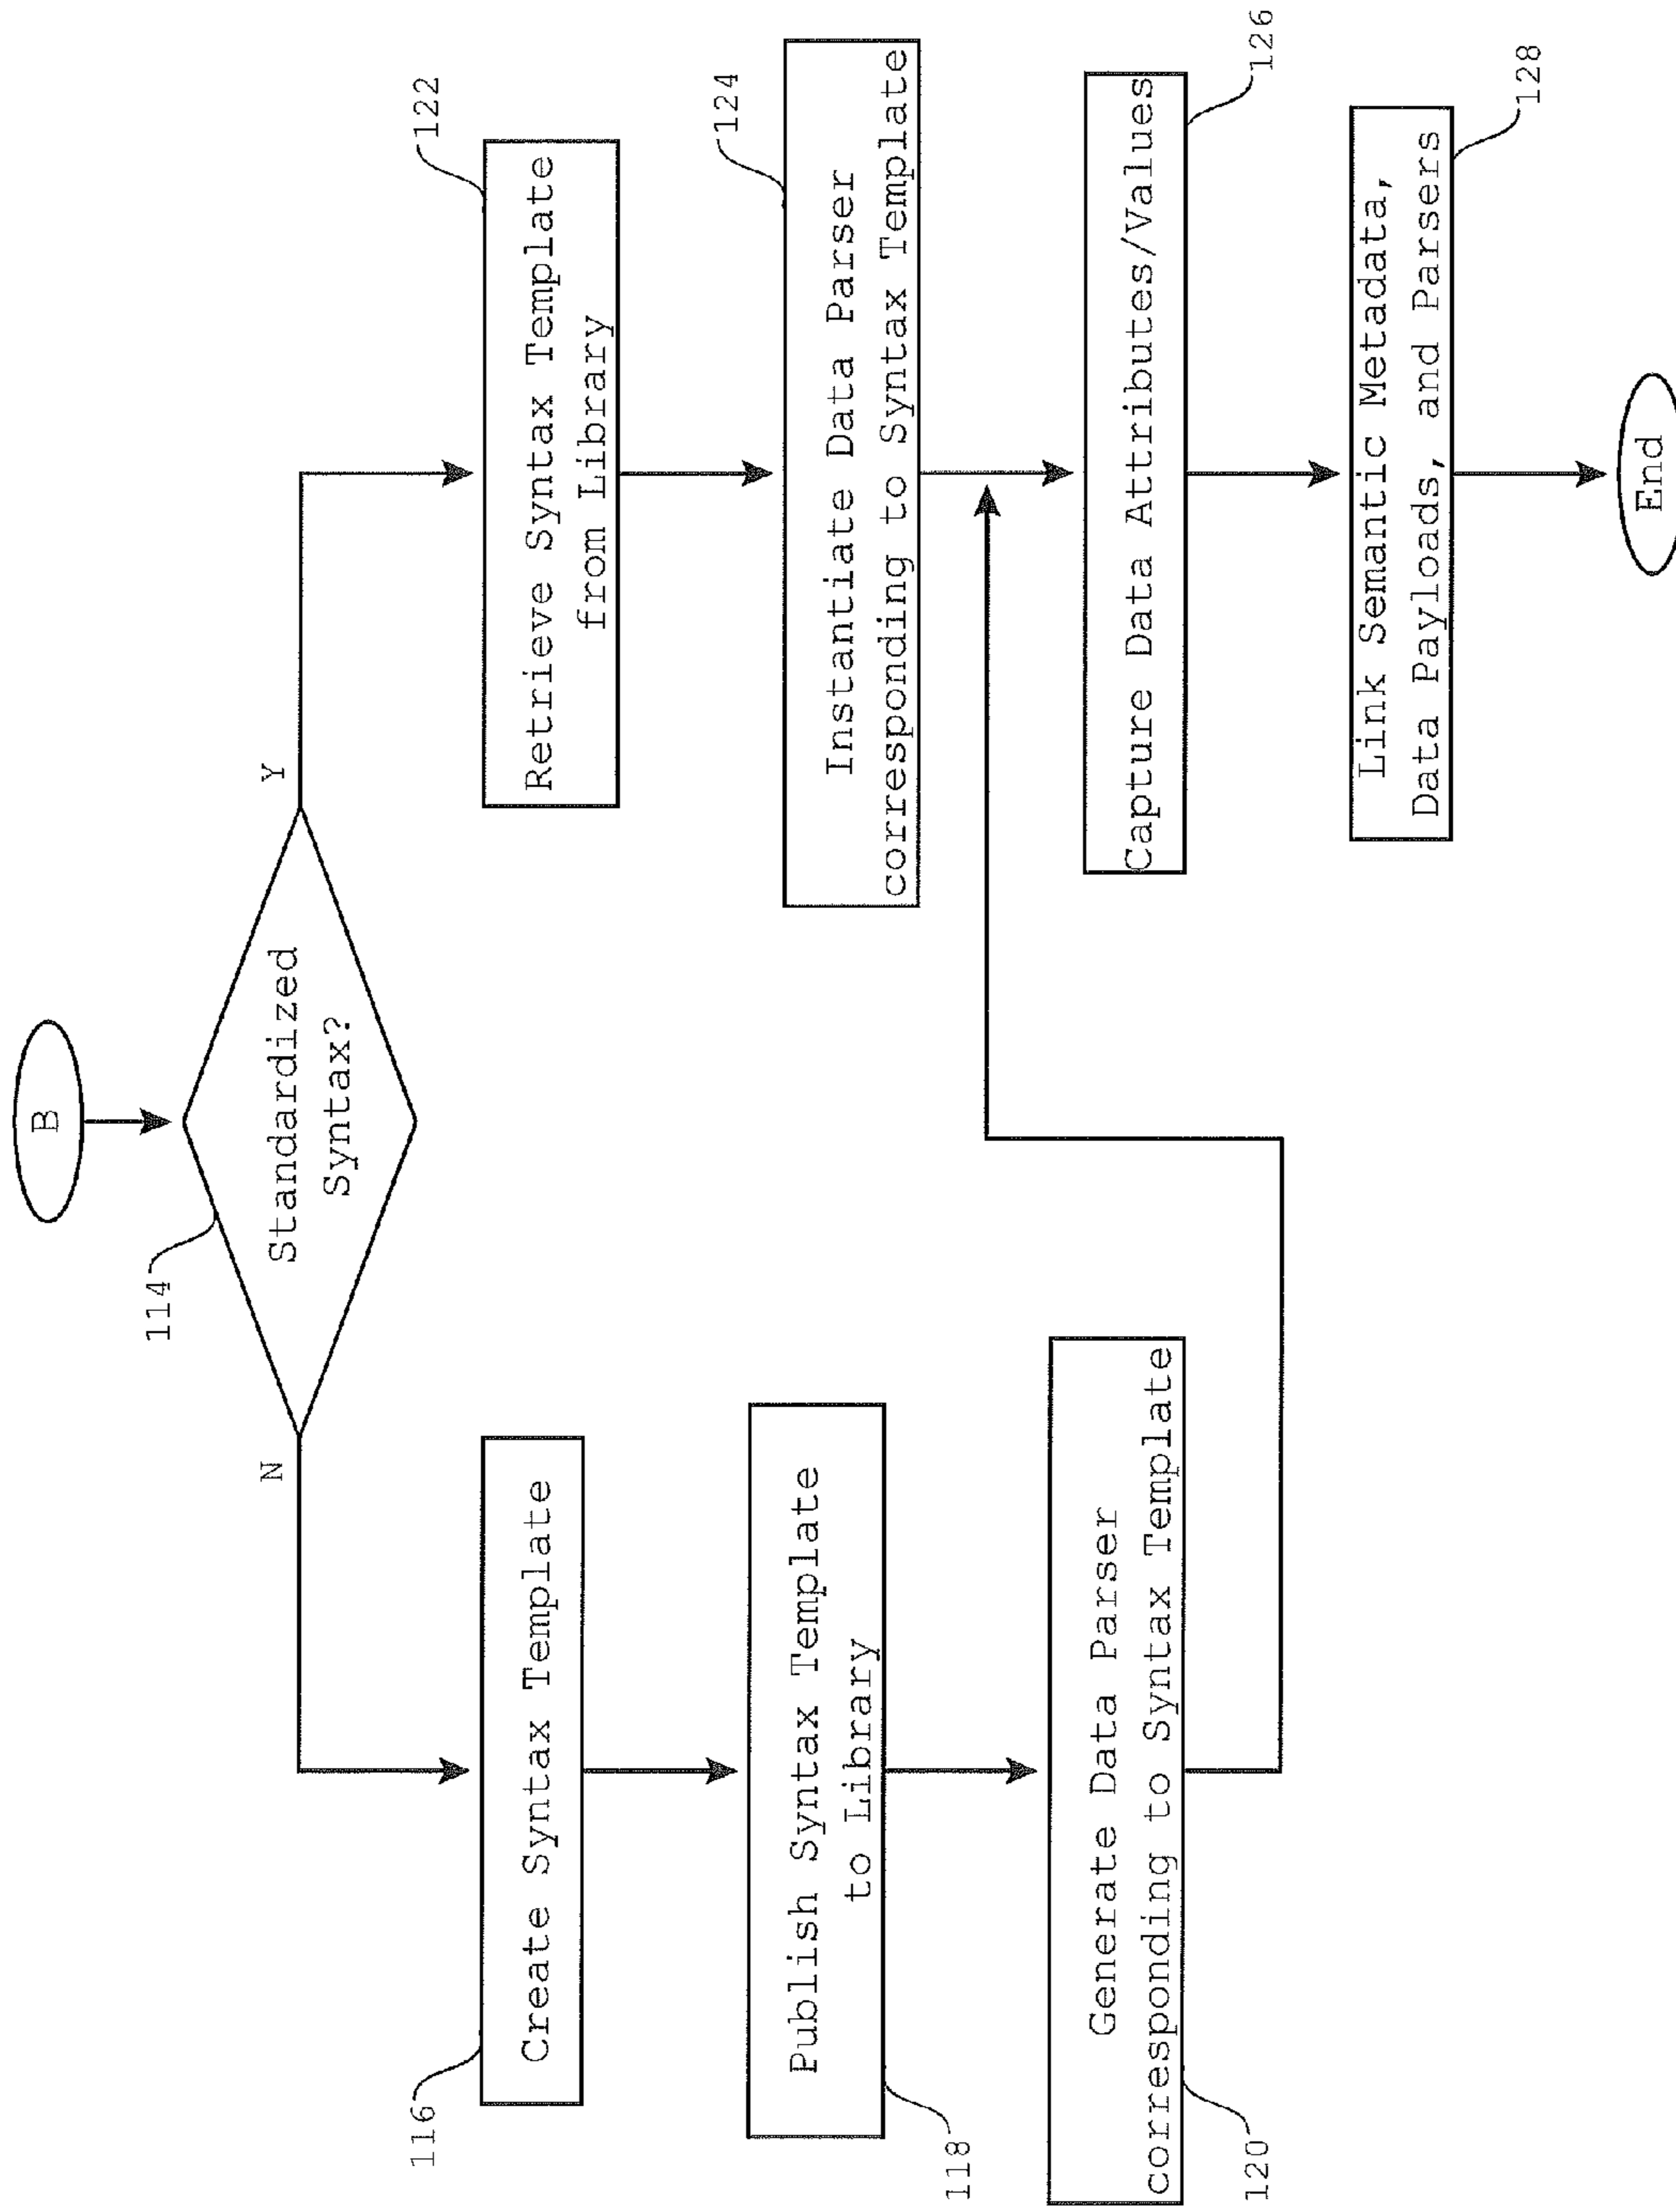 B
114
Standardized
Syntax?
N
Y
116
Create Syntax Template
118
Publish Syntax Template
to Library
120
Generate Data Parser
corresponding to Syntax Template
122
Retrieve Syntax Template
from Library
124
Instantiate Data Parser
corresponding to Syntax Template
126
Capture Data Attributes/Values
128
Link Semantic Metadata,
Data Payloads, and Parsers
End